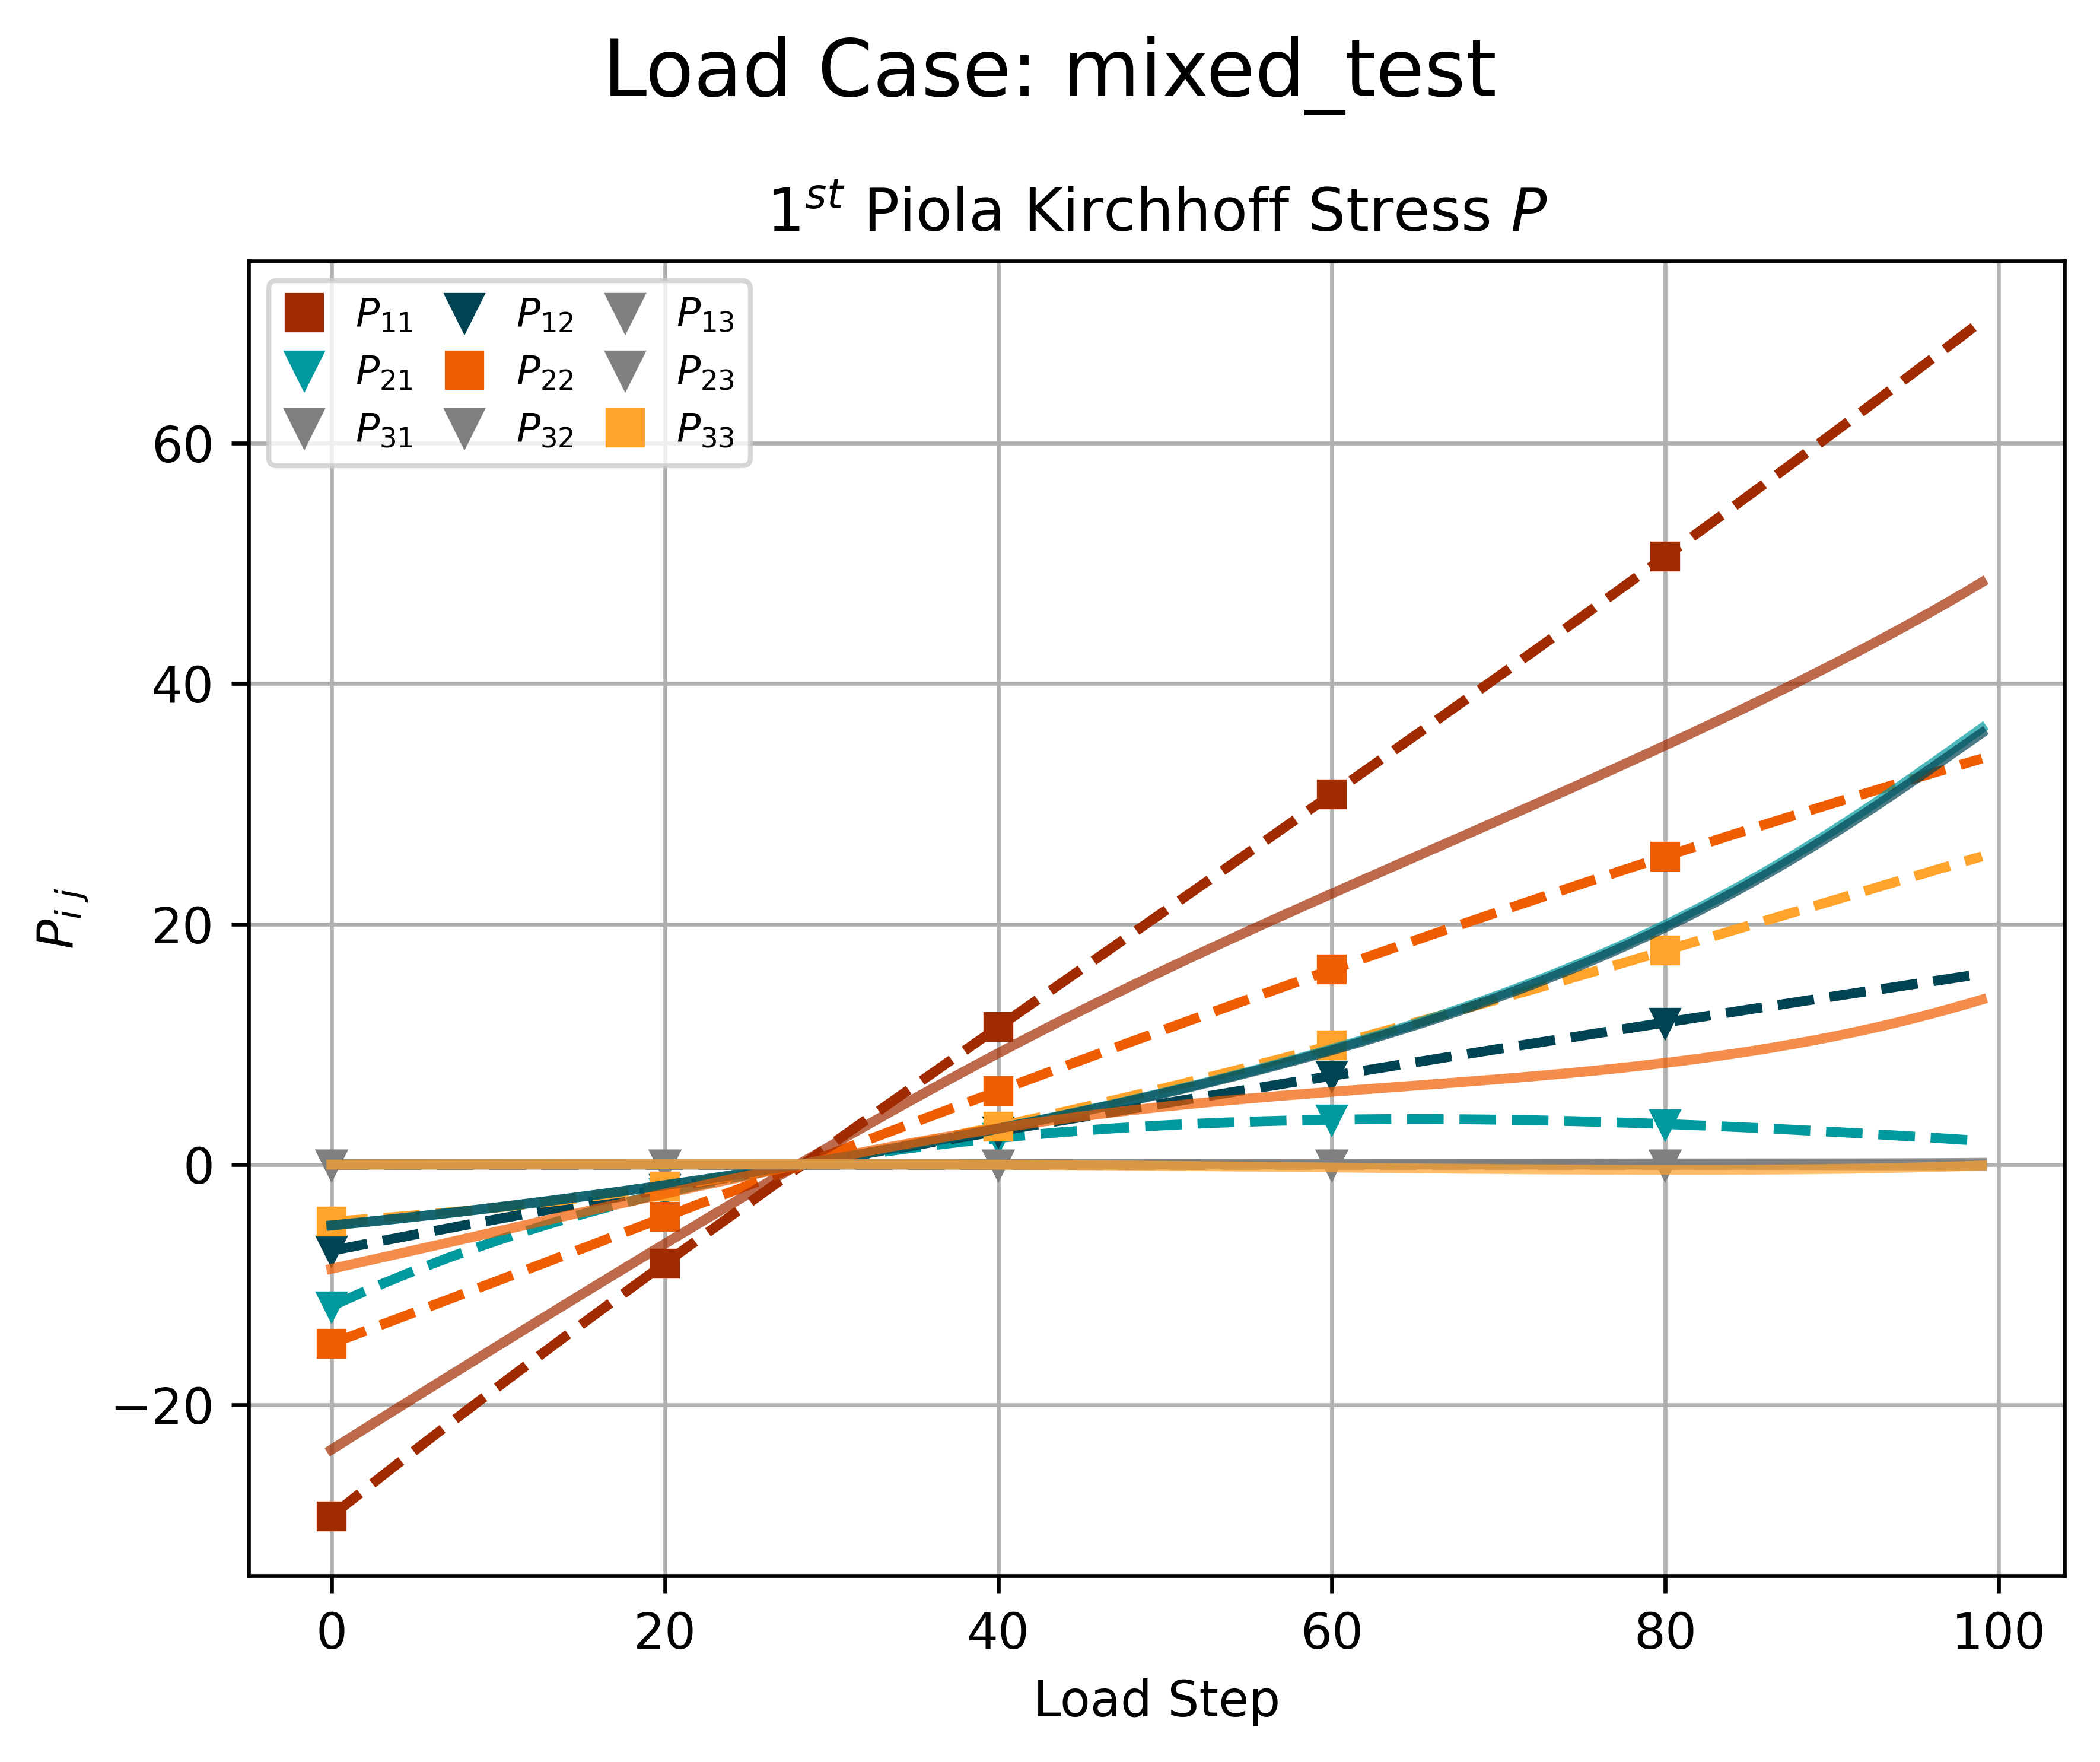 Load Case: mixed_test
1st Piola Kirchhoff Stress P
P11 P12 P13
P21 P22 P23
P31 P32 P33
60
40
20
0
−20
Pi J
0 20 40 60 80 100
Load Step